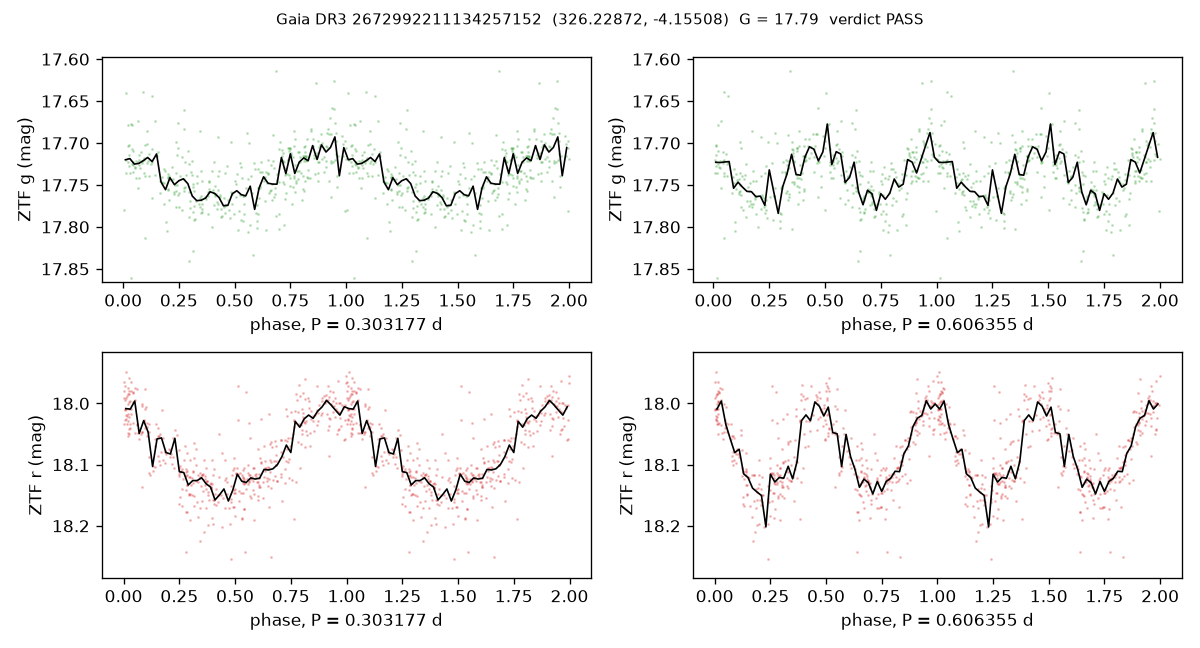 Gaia DR3 2672992211134257152  (326.22872, -4.15508)  G = 17.79  verdict PASS
17.60
17.65
17.70
17.75
17.80
17.85
ZTF g (mag)
0.00 0.25 0.50 0.75 1.00 1.25 1.50 1.75 2.00
phase, P = 0.303177 d
17.60
17.65
17.70
17.75
17.80
17.85
ZTF g (mag)
0.00 0.25 0.50 0.75 1.00 1.25 1.50 1.75 2.00
phase, P = 0.606355 d
18.0
18.1
18.2
ZTF r (mag)
0.00 0.25 0.50 0.75 1.00 1.25 1.50 1.75 2.00
phase, P = 0.303177 d
18.0
18.1
18.2
ZTF r (mag)
0.00 0.25 0.50 0.75 1.00 1.25 1.50 1.75 2.00
phase, P = 0.606355 d